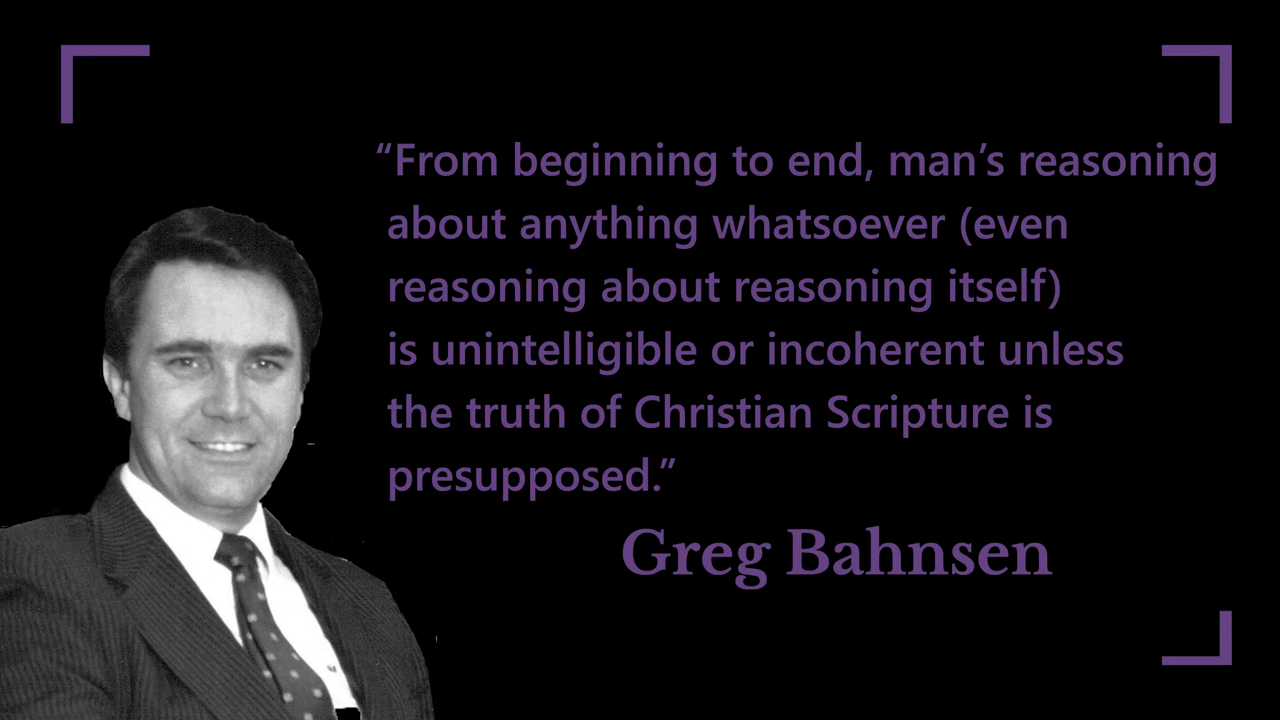 “From beginning to end, man’s reasoning
about anything whatsoever (even
reasoning about reasoning itself)
is unintelligible or incoherent unless
the truth of Christian Scripture is
presupposed.”
Greg Bahnsen